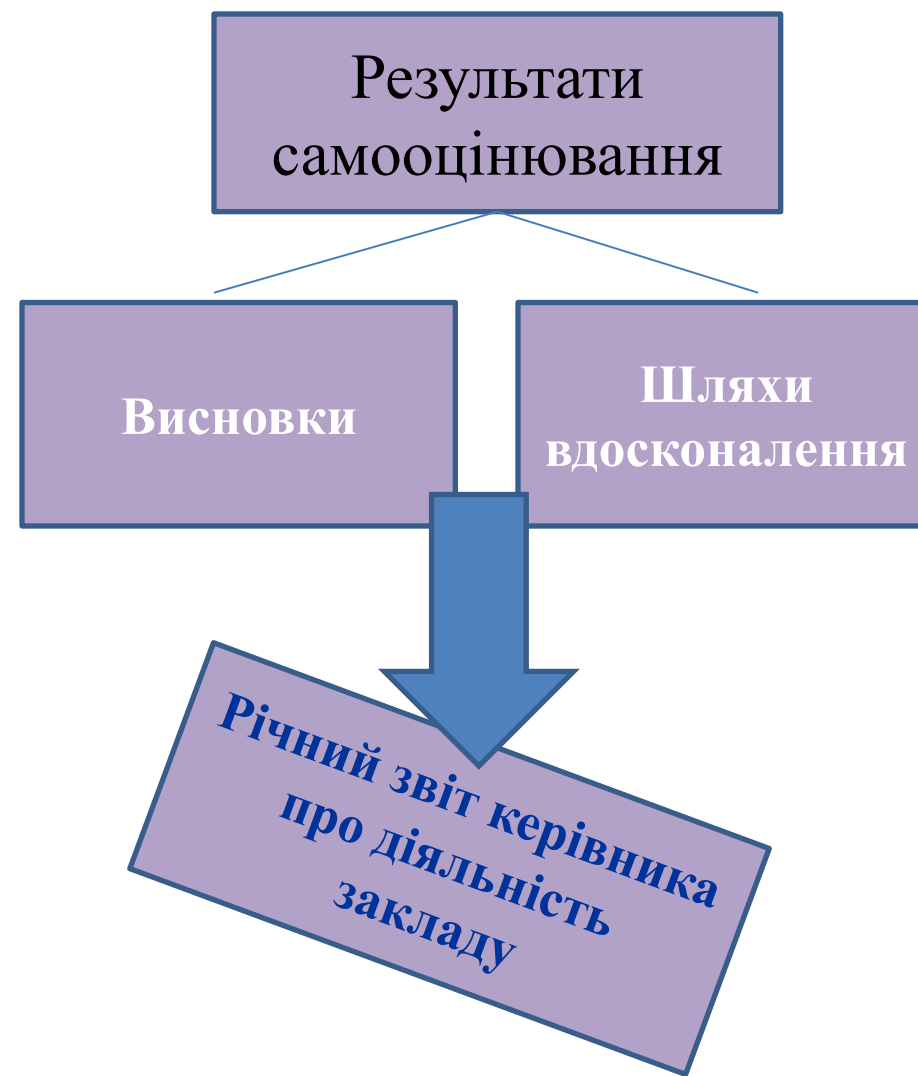 Результати
самооцінювання
Висновки
Шляхи
вдосконалення
Річний звіт керівника
про діяльність
закладу